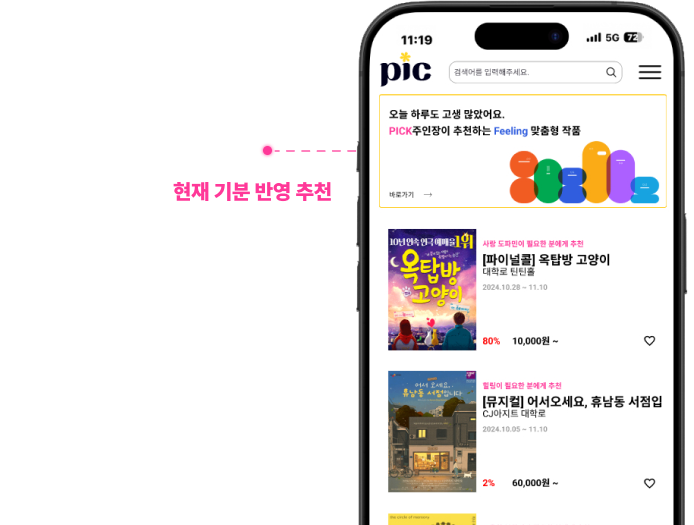 11:19
5G 72
pic
검색어를 입력해주세요.
오늘 하루도 고생 많았어요.
PICK주인장이 추천하는 Feeling 맞춤형 작품
바로가기 →
현재 기분 반영 추천
10년 연속 연극 예매율 1위
옥탑방
고양이
사랑 도파민이 필요한 분에게 추천
[파이널콜] 옥탑방 고양이
대학로 틴틴홀
2024.10.28 ~ 11.10
80% 10,000원 ~
어서 오세요,
휴남동 서점입니다
힐링이 필요한 분에게 추천
[뮤지컬] 어서오세요, 휴남동 서점입
CJ아지트 대학로
2024.10.05 ~ 11.10
2% 60,000원 ~